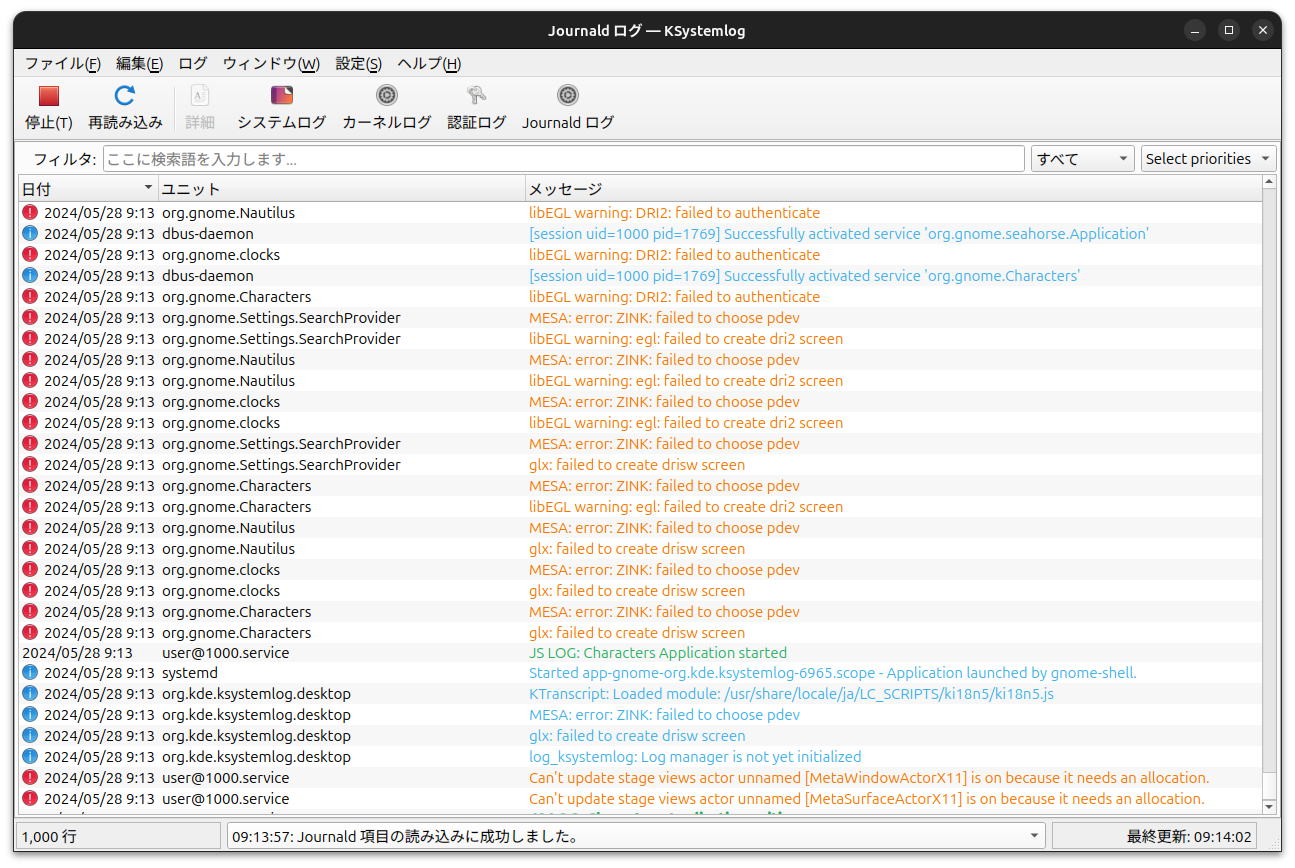 Journald ログ — KSystemlog
ファイル(F) 編集(E) ログ ウィンドウ(W) 設定(S) ヘルプ(H)
停止(T) 再読み込み 詳細 システムログ カーネルログ 認証ログ Journald ログ
フィルタ: ここに検索語を入力します... すべて Select priorities
日付 ユニット メッセージ
2024/05/28 9:13 org.gnome.Nautilus libEGL warning: DRI2: failed to authenticate
2024/05/28 9:13 dbus-daemon [session uid=1000 pid=1769] Successfully activated service 'org.gnome.seahorse.Application'
2024/05/28 9:13 org.gnome.clocks libEGL warning: DRI2: failed to authenticate
2024/05/28 9:13 dbus-daemon [session uid=1000 pid=1769] Successfully activated service 'org.gnome.Characters'
2024/05/28 9:13 org.gnome.Characters libEGL warning: DRI2: failed to authenticate
2024/05/28 9:13 org.gnome.Settings.SearchProvider MESA: error: ZINK: failed to choose pdev
2024/05/28 9:13 org.gnome.Settings.SearchProvider libEGL warning: egl: failed to create dri2 screen
2024/05/28 9:13 org.gnome.Nautilus MESA: error: ZINK: failed to choose pdev
2024/05/28 9:13 org.gnome.Nautilus libEGL warning: egl: failed to create dri2 screen
2024/05/28 9:13 org.gnome.clocks MESA: error: ZINK: failed to choose pdev
2024/05/28 9:13 org.gnome.clocks libEGL warning: egl: failed to create dri2 screen
2024/05/28 9:13 org.gnome.Settings.SearchProvider MESA: error: ZINK: failed to choose pdev
2024/05/28 9:13 org.gnome.Settings.SearchProvider glx: failed to create drisw screen
2024/05/28 9:13 org.gnome.Characters MESA: error: ZINK: failed to choose pdev
2024/05/28 9:13 org.gnome.Characters libEGL warning: egl: failed to create dri2 screen
2024/05/28 9:13 org.gnome.Nautilus MESA: error: ZINK: failed to choose pdev
2024/05/28 9:13 org.gnome.Nautilus glx: failed to create drisw screen
2024/05/28 9:13 org.gnome.clocks MESA: error: ZINK: failed to choose pdev
2024/05/28 9:13 org.gnome.clocks glx: failed to create drisw screen
2024/05/28 9:13 org.gnome.Characters MESA: error: ZINK: failed to choose pdev
2024/05/28 9:13 org.gnome.Characters glx: failed to create drisw screen
2024/05/28 9:13 user@1000.service JS LOG: Characters Application started
2024/05/28 9:13 systemd Started app-gnome-org.kde.ksystemlog-6965.scope - Application launched by gnome-shell.
2024/05/28 9:13 org.kde.ksystemlog.desktop KTranscript: Loaded module: /usr/share/locale/ja/LC_SCRIPTS/ki18n5/ki18n5.js
2024/05/28 9:13 org.kde.ksystemlog.desktop MESA: error: ZINK: failed to choose pdev
2024/05/28 9:13 org.kde.ksystemlog.desktop glx: failed to create drisw screen
2024/05/28 9:13 org.kde.ksystemlog.desktop log_ksystemlog: Log manager is not yet initialized
2024/05/28 9:13 user@1000.service Can't update stage views actor unnamed [MetaWindowActorX11] is on because it needs an allocation.
2024/05/28 9:13 user@1000.service Can't update stage views actor unnamed [MetaSurfaceActorX11] is on because it needs an allocation.
1,000 行 09:13:57: Journald 項目の読み込みに成功しました。 最終更新: 09:14:02